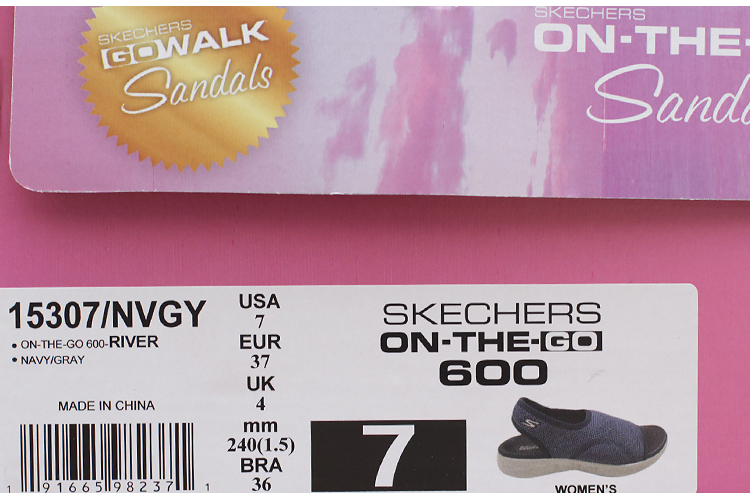 SKECHERS
GOWALK
Sandals
SKECHERS
ON-THE-
Sanda
15307/NVGY
• ON-THE-GO 600-RIVER
• NAVY/GRAY
MADE IN CHINA
1 91665 98237 1
USA
7
EUR
37
UK
4
mm
240(1.5)
BRA
36
SKECHERS
ON-THE-GO
600
7
S
WOMEN'S